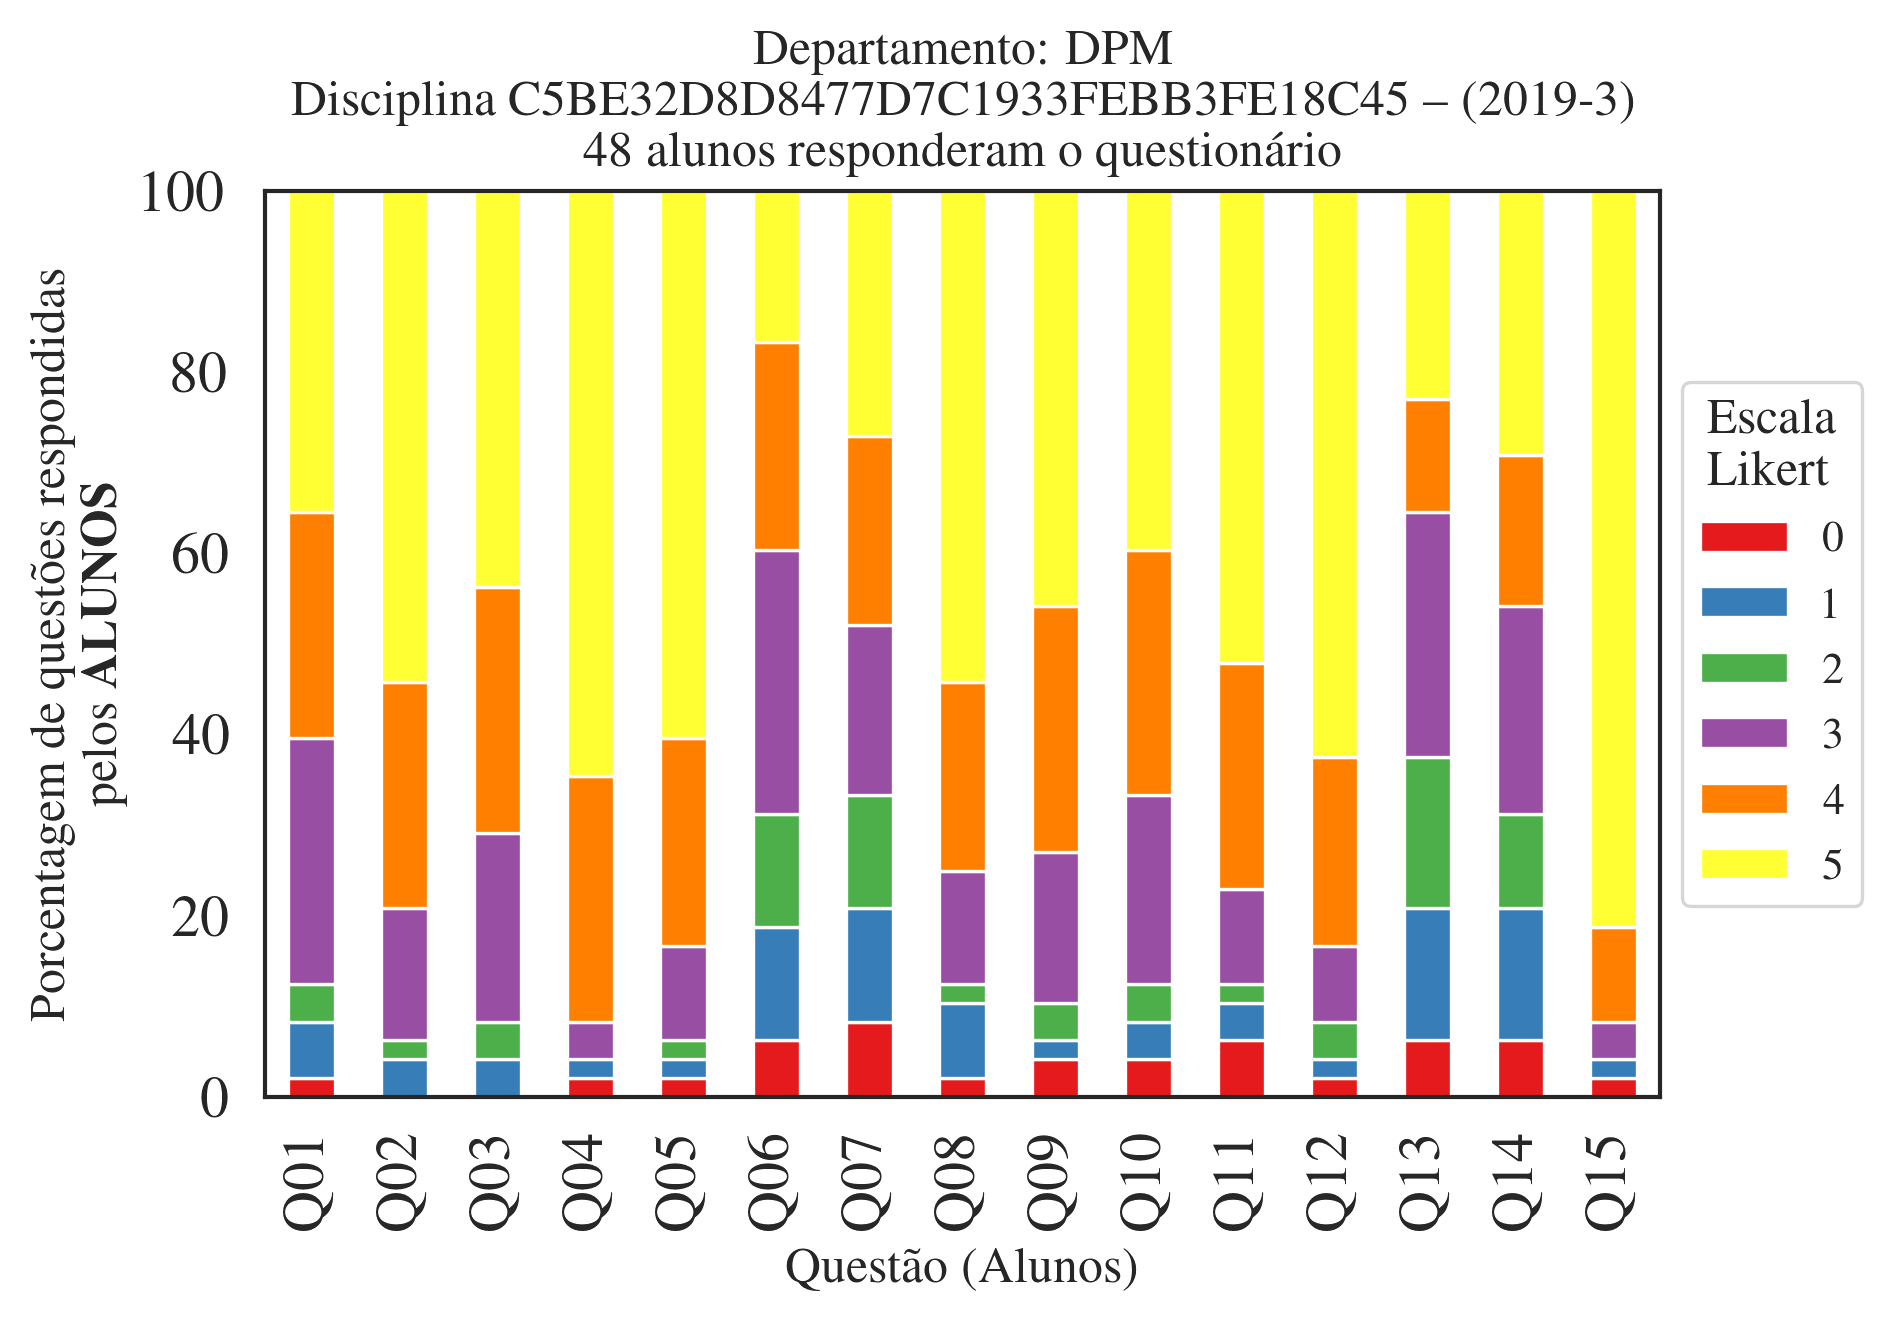 Departamento: DPM
Disciplina C5BE32D8D8477D7C1933FEBB3FE18C45 – (2019-3)
48 alunos responderam o questionário
Porcentagem de questões respondidas
pelos ALUNOS
100
80
60
40
20
0
Q01
Q02
Q03
Q04
Q05
Q06
Q07
Q08
Q09
Q10
Q11
Q12
Q13
Q14
Q15
Questão (Alunos)
Escala
Likert
0
1
2
3
4
5